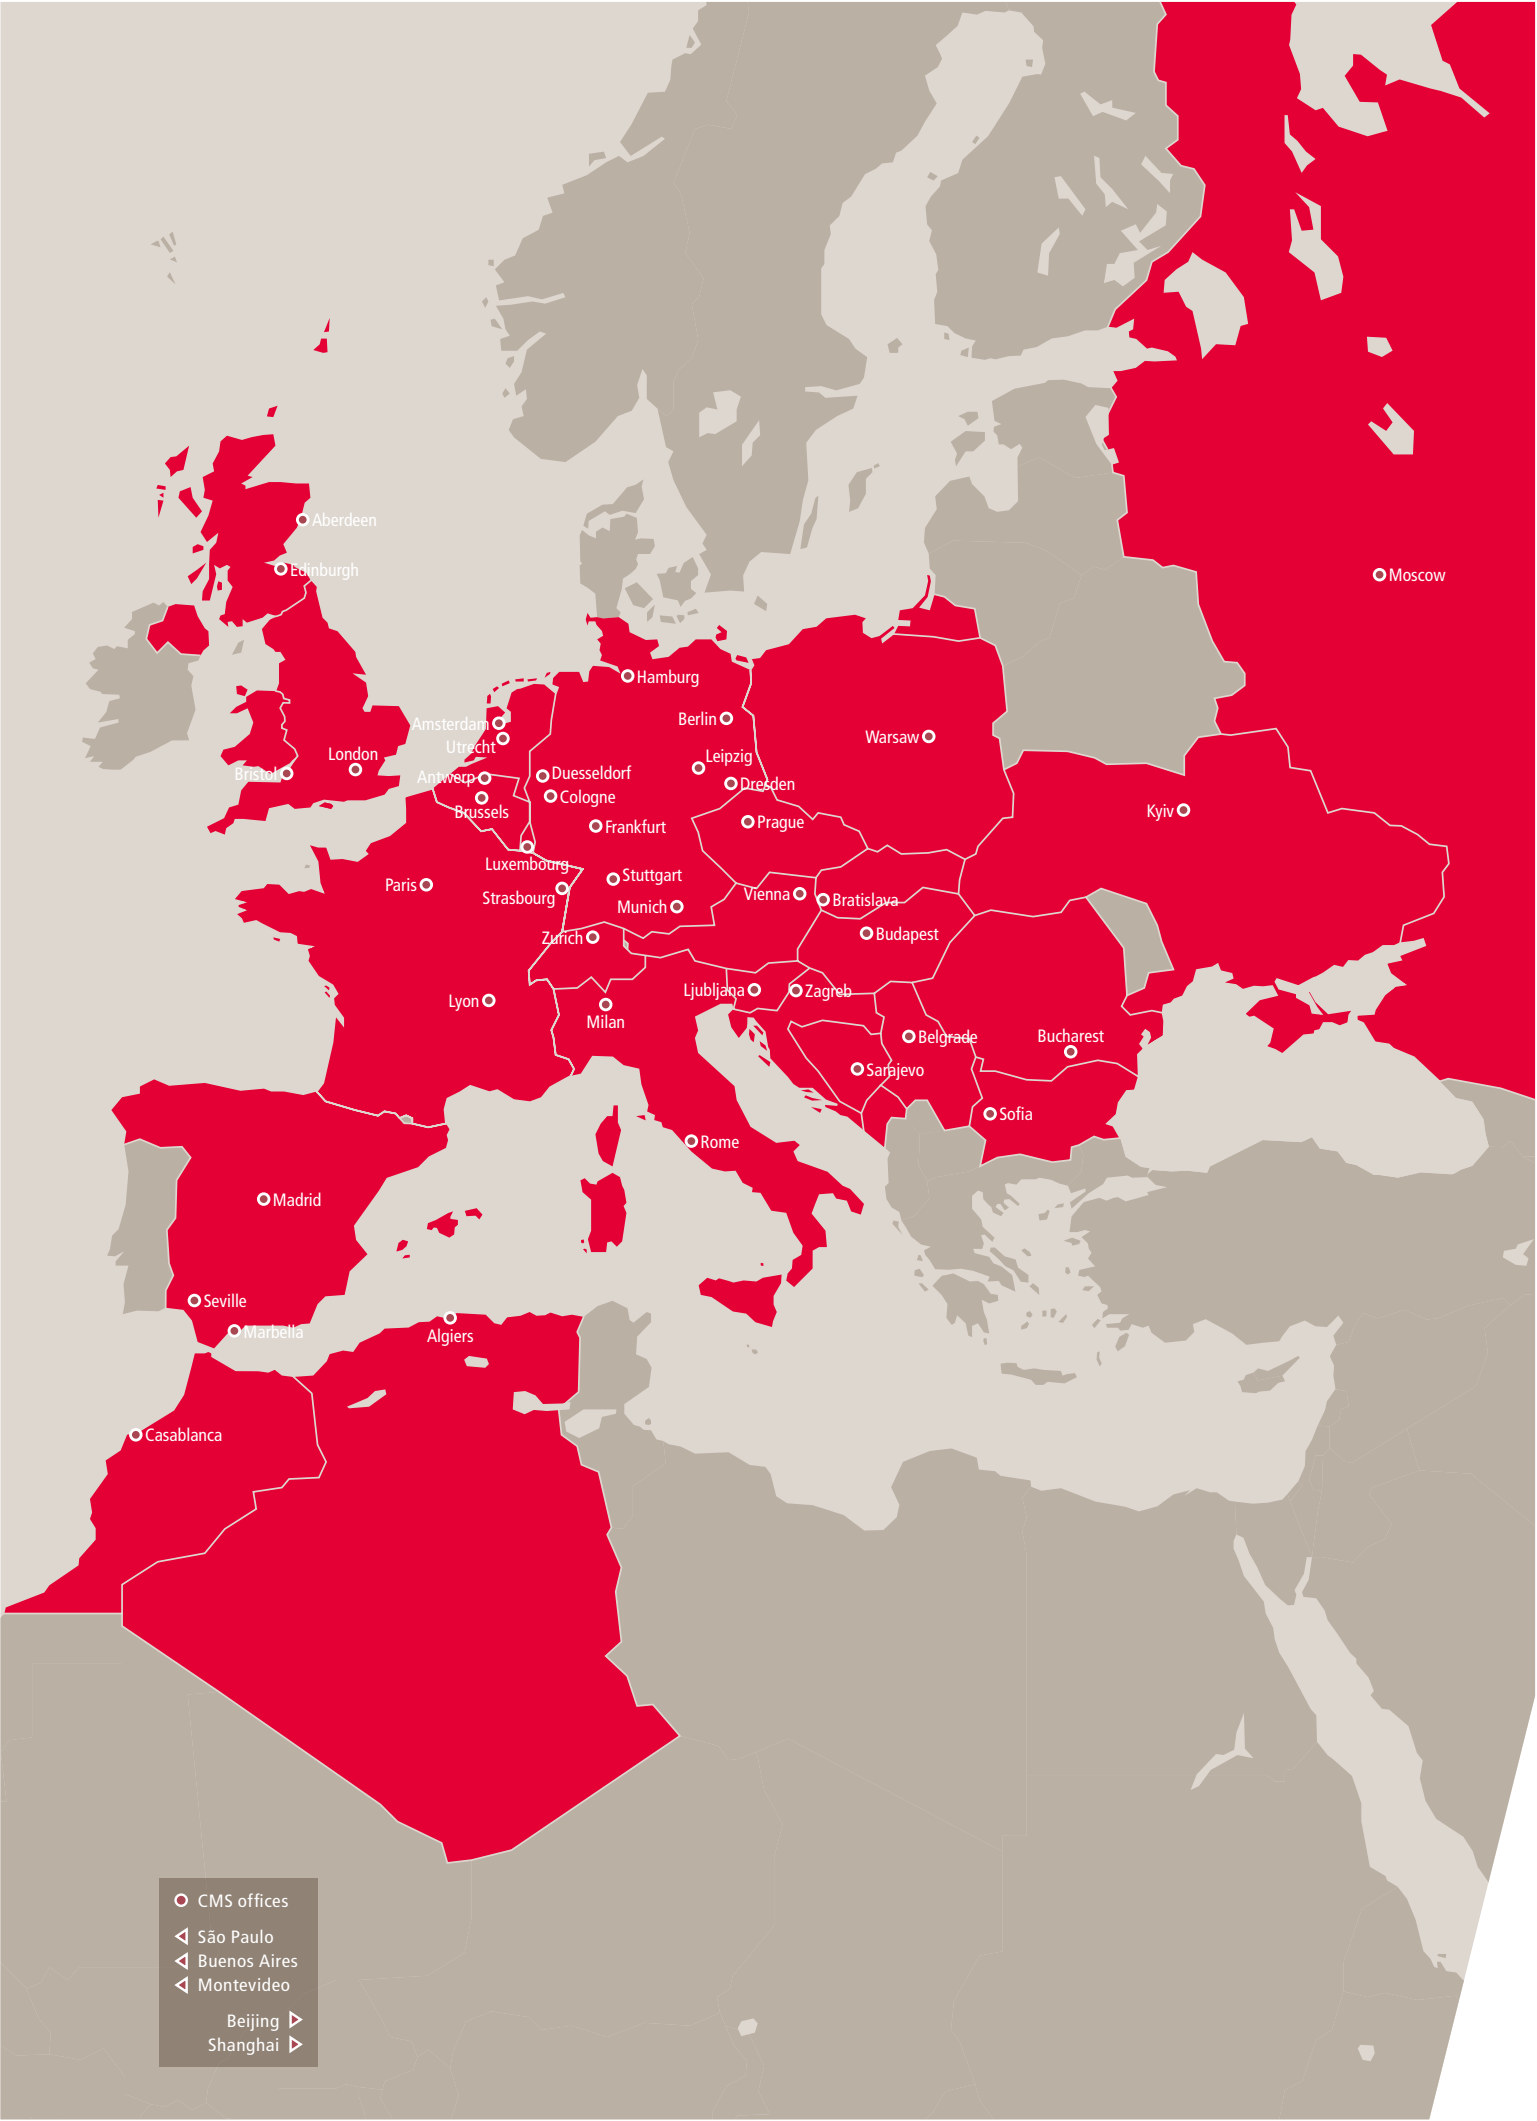 Aberdeen
Edinburgh
Moscow
Hamburg
Berlin
Amsterdam
Utrecht
Warsaw
London
Bristol
Leipzig
Antwerp
Duesseldorf
Dresden
Brussels
Cologne
Kyiv
Frankfurt
Prague
Luxembourg
Paris
Stuttgart
Strasbourg
Vienna
Bratislava
Munich
Zurich
Budapest
Lyon
Ljubljana
Zagreb
Milan
Belgrade
Bucharest
Sarajevo
Sofia
Rome
Madrid
Seville
Marbella
Algiers
Casablanca
CMS offices
São Paulo
Buenos Aires
Montevideo
Beijing
Shanghai